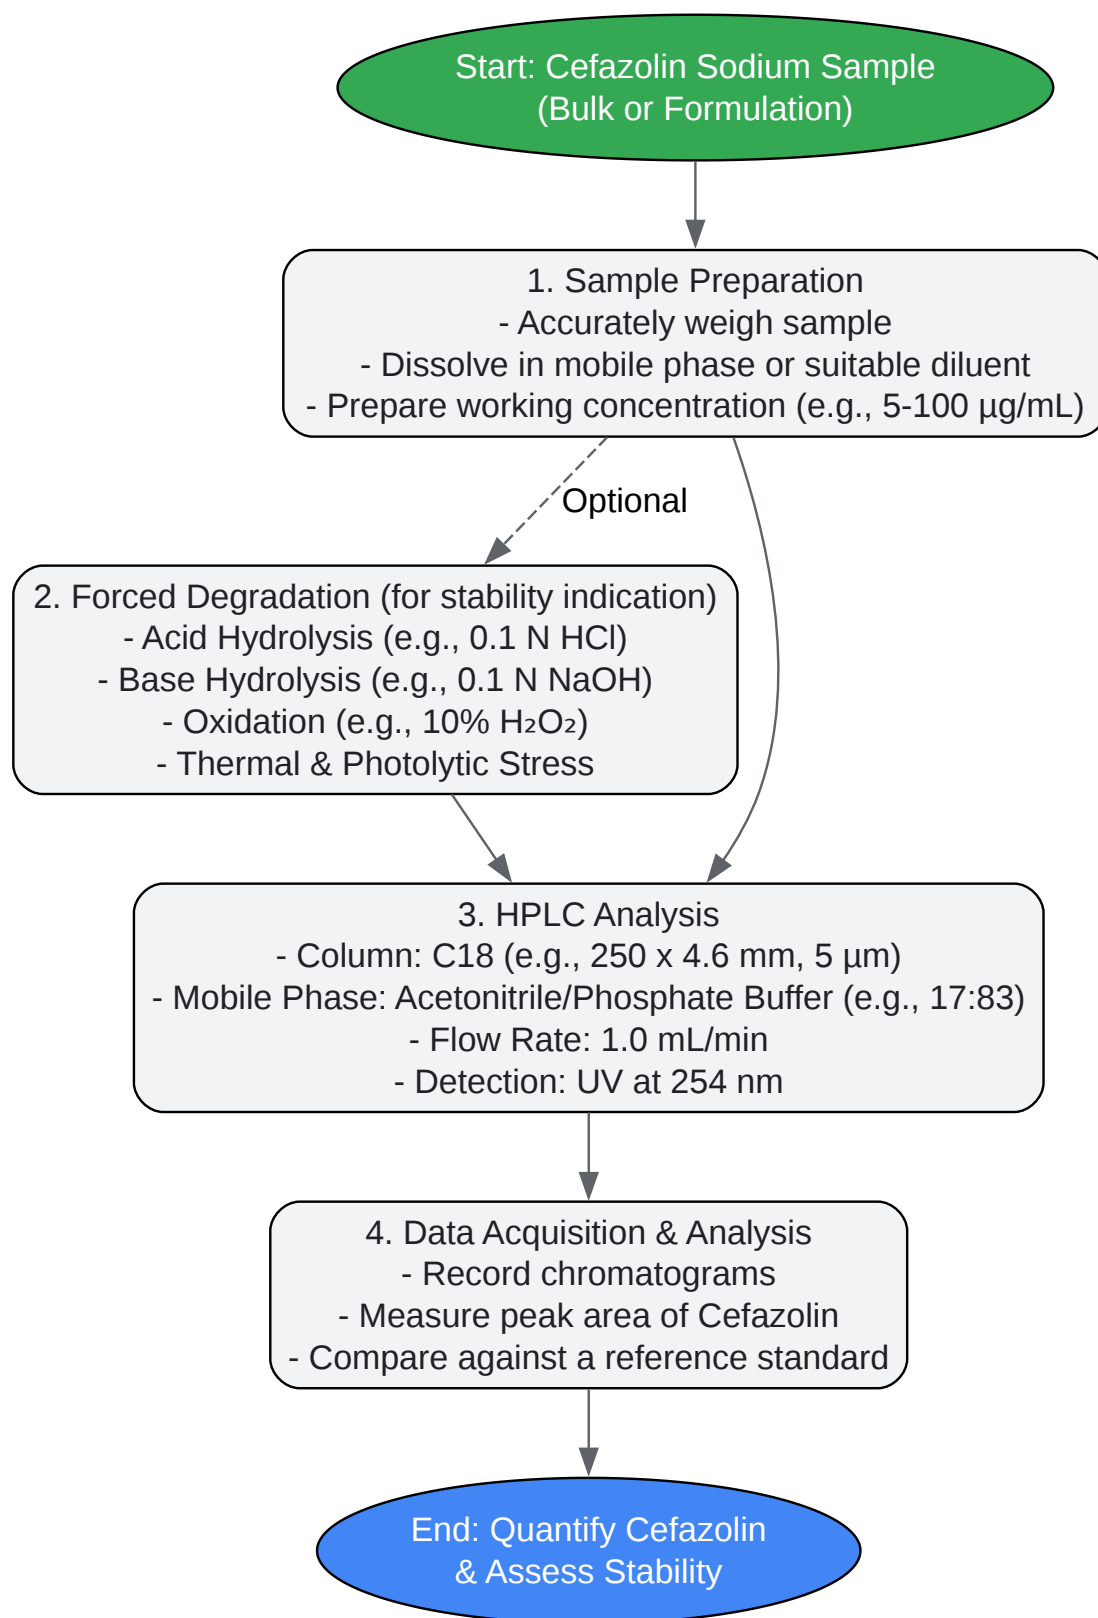 Start: Cefazolin Sodium Sample
(Bulk or Formulation)
1. Sample Preparation
- Accurately weigh sample
- Dissolve in mobile phase or suitable diluent
- Prepare working concentration (e.g., 5-100 µg/mL)
Optional
2. Forced Degradation (for stability indication)
- Acid Hydrolysis (e.g., 0.1 N HCl)
- Base Hydrolysis (e.g., 0.1 N NaOH)
- Oxidation (e.g., 10% H₂O₂)
- Thermal & Photolytic Stress
3. HPLC Analysis
- Column: C18 (e.g., 250 x 4.6 mm, 5 µm)
- Mobile Phase: Acetonitrile/Phosphate Buffer (e.g., 17:83)
- Flow Rate: 1.0 mL/min
- Detection: UV at 254 nm
4. Data Acquisition & Analysis
- Record chromatograms
- Measure peak area of Cefazolin
- Compare against a reference standard
End: Quantify Cefazolin
& Assess Stability